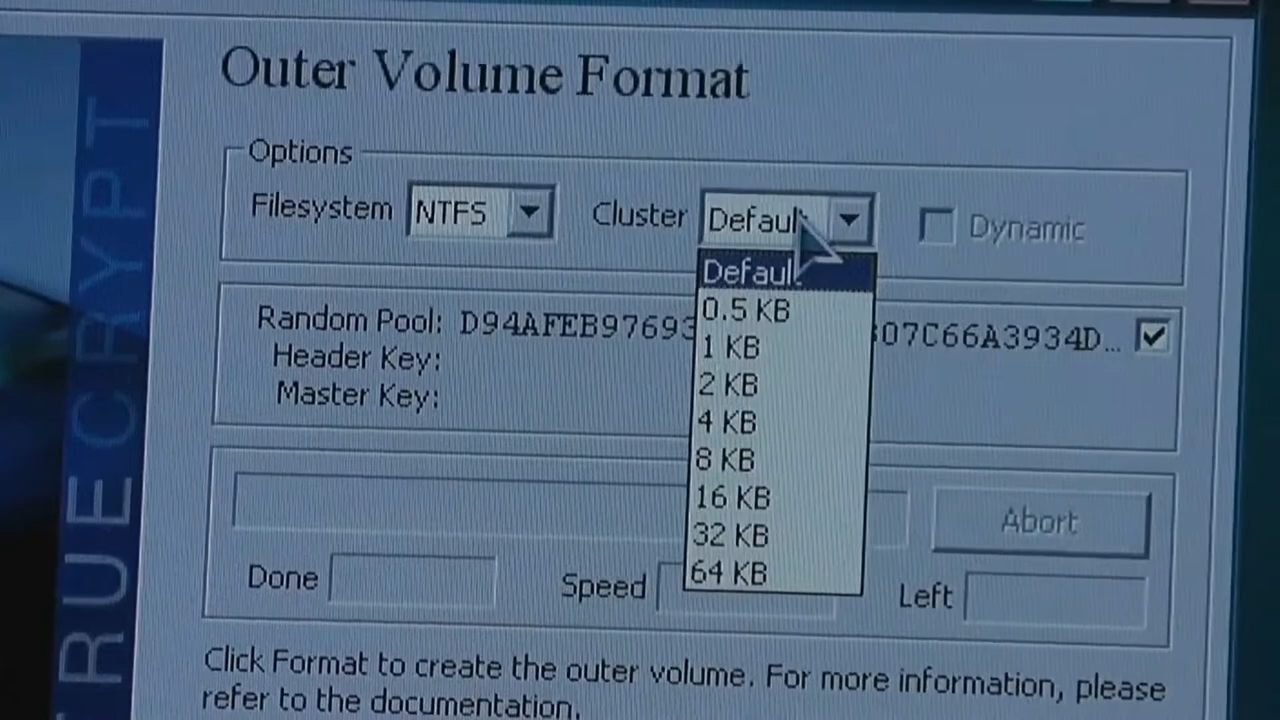 TRUECRYPT
Outer Volume Format
Options
Filesystem NTFS Cluster Default Dynamic
Default
0.5 KB
1 KB
2 KB
4 KB
8 KB
16 KB
32 KB
64 KB
Random Pool: D94AFEB9769 07C66A3934D...
Header Key:
Master Key:
Abort
Done Speed Left
Click Format to create the outer volume. For more information, please
refer to the documentation.